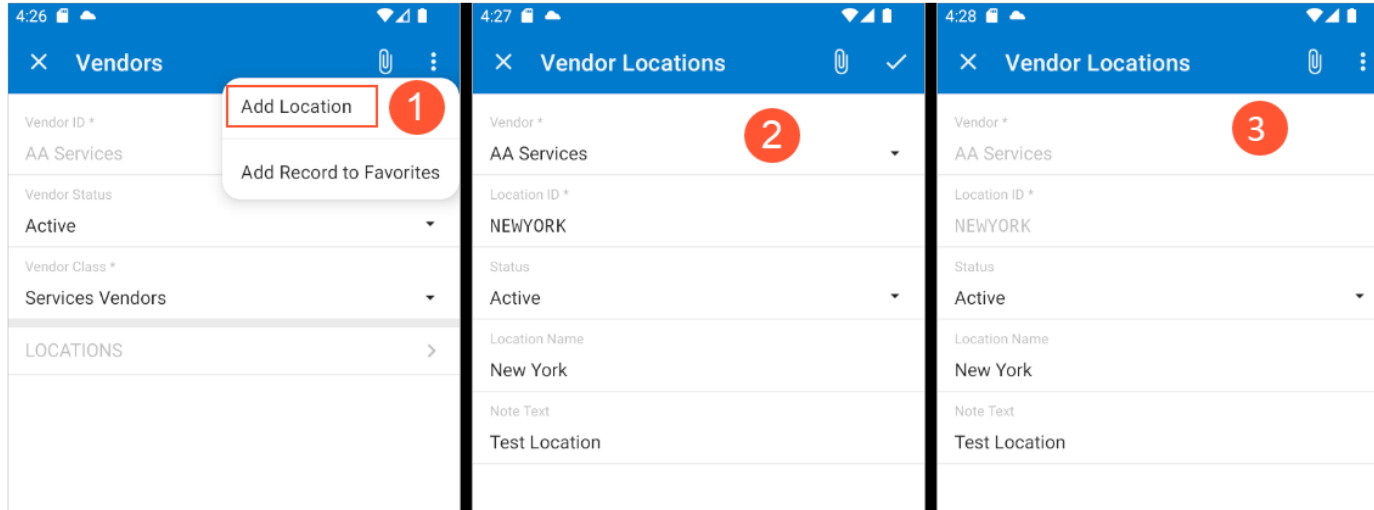 4:26
Vendors
Add Location
1
Add Record to Favorites
Vendor ID *
AA Services
Vendor Status
Active
Vendor Class *
Services Vendors
LOCATIONS
4:27
Vendor Locations
2
Vendor *
AA Services
Location ID *
NEWYORK
Status
Active
Location Name
New York
Note Text
Test Location
4:28
Vendor Locations
3
Vendor *
AA Services
Location ID *
NEWYORK
Status
Active
Location Name
New York
Note Text
Test Location